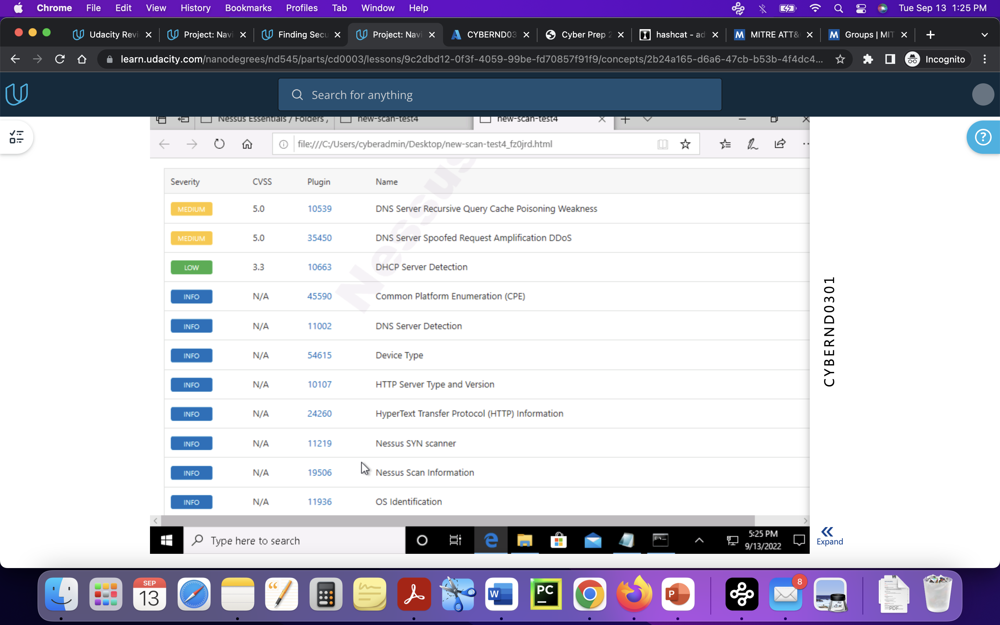 Chrome File Edit View History Bookmarks Profiles Tab Window Help Tue Sep 13 1:25 PM
Udacity Revi Project: Navi Finding Secu Project: Navi CYBERND03 Cyber Prep 2 hashcat - ad MITRE ATT& Groups | MIT
learn.udacity.com/nanodegrees/nd545/parts/cd0003/lessons/9c2dbd12-0f3f-4059-99be-fd70857f91f9/concepts/2b24a165-d6a6-47cb-b53b-4f4dc4... Incognito
Search for anything
Nessus Essentials / Folders / new-scan-test4 new-scan-test4
file:///C:/Users/cyberadmin/Desktop/new-scan-test4_fz0jrd.html
Nessus
Severity CVSS Plugin Name
MEDIUM 5.0 10539 DNS Server Recursive Query Cache Poisoning Weakness
MEDIUM 5.0 35450 DNS Server Spoofed Request Amplification DDoS
LOW 3.3 10663 DHCP Server Detection
INFO N/A 45590 Common Platform Enumeration (CPE)
INFO N/A 11002 DNS Server Detection
INFO N/A 54615 Device Type
INFO N/A 10107 HTTP Server Type and Version
INFO N/A 24260 HyperText Transfer Protocol (HTTP) Information
INFO N/A 11219 Nessus SYN scanner
INFO N/A 19506 Nessus Scan Information
INFO N/A 11936 OS Identification
CYBERND0301
Expand
Type here to search 5:25 PM
9/13/2022
SEP
13
PC
W
P
8
PDF